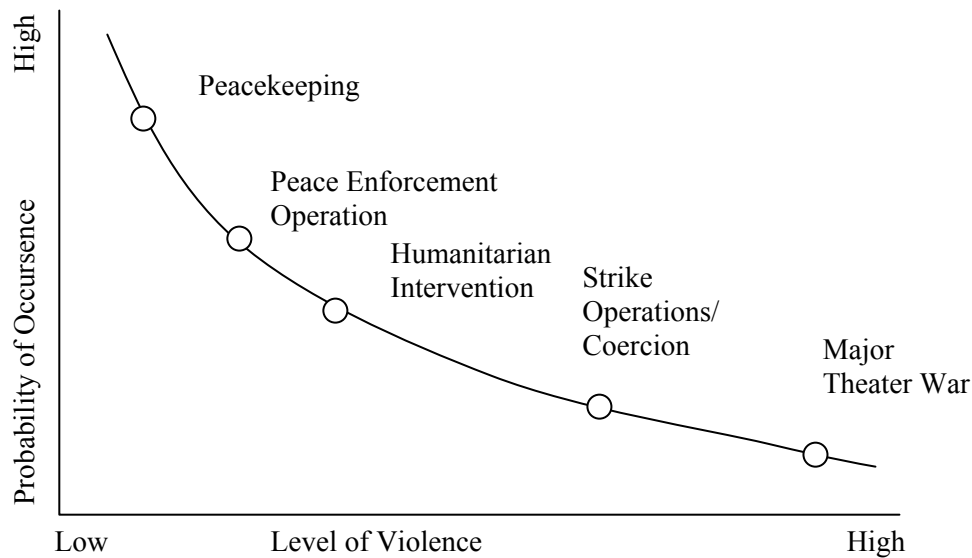 High
Probability of Occursence
Peacekeeping
Peace Enforcement
Operation
Humanitarian
Intervention
Strike
Operations/
Coercion
Major
Theater War
Low
Level of Violence
High